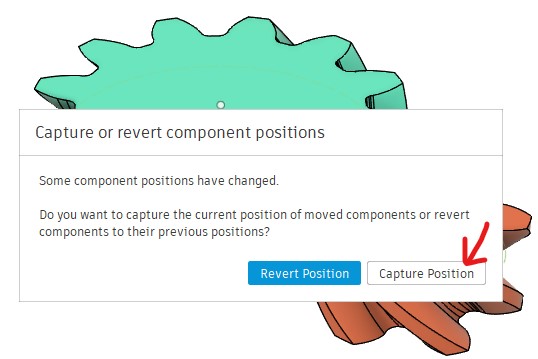 Capture or revert component positions
Some component positions have changed.
Do you want to capture the current position of moved components or revert
components to their previous positions?
Revert Position
Capture Position